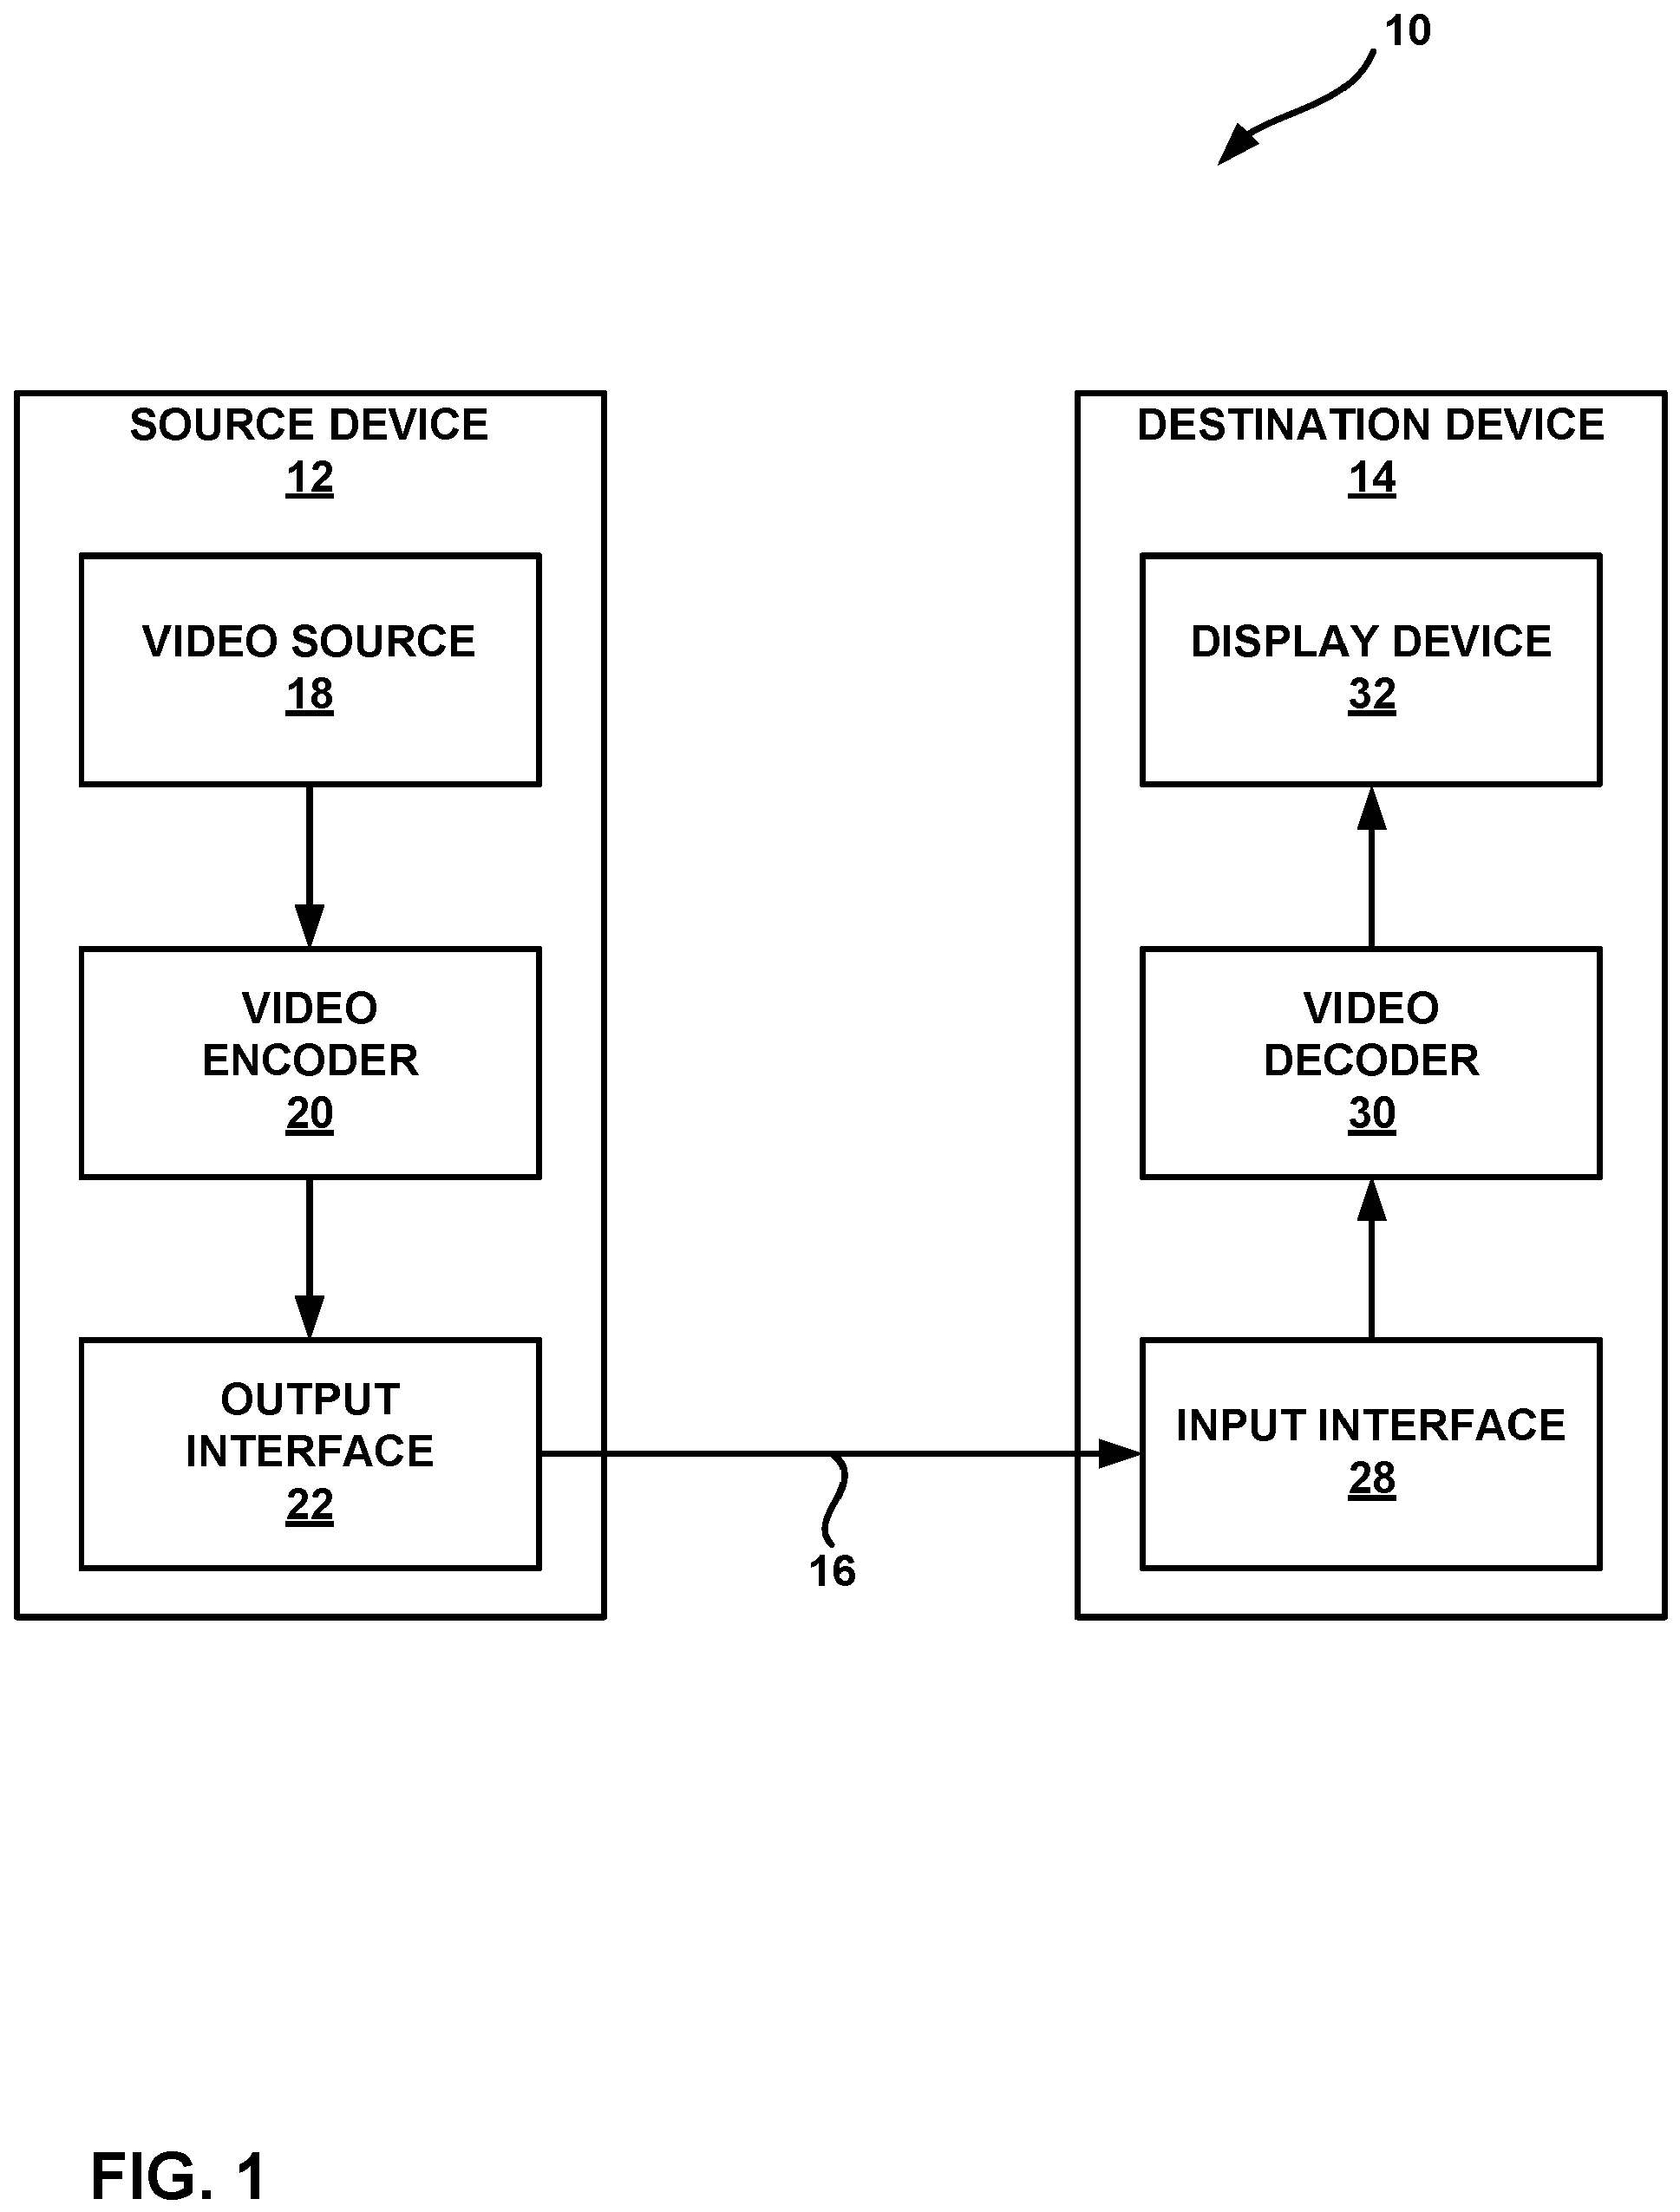 10
SOURCE DEVICE
12
VIDEO SOURCE
18
VIDEO
ENCODER
20
OUTPUT
INTERFACE
22
16
DESTINATION DEVICE
14
DISPLAY DEVICE
32
VIDEO
DECODER
30
INPUT INTERFACE
28
FIG. 1